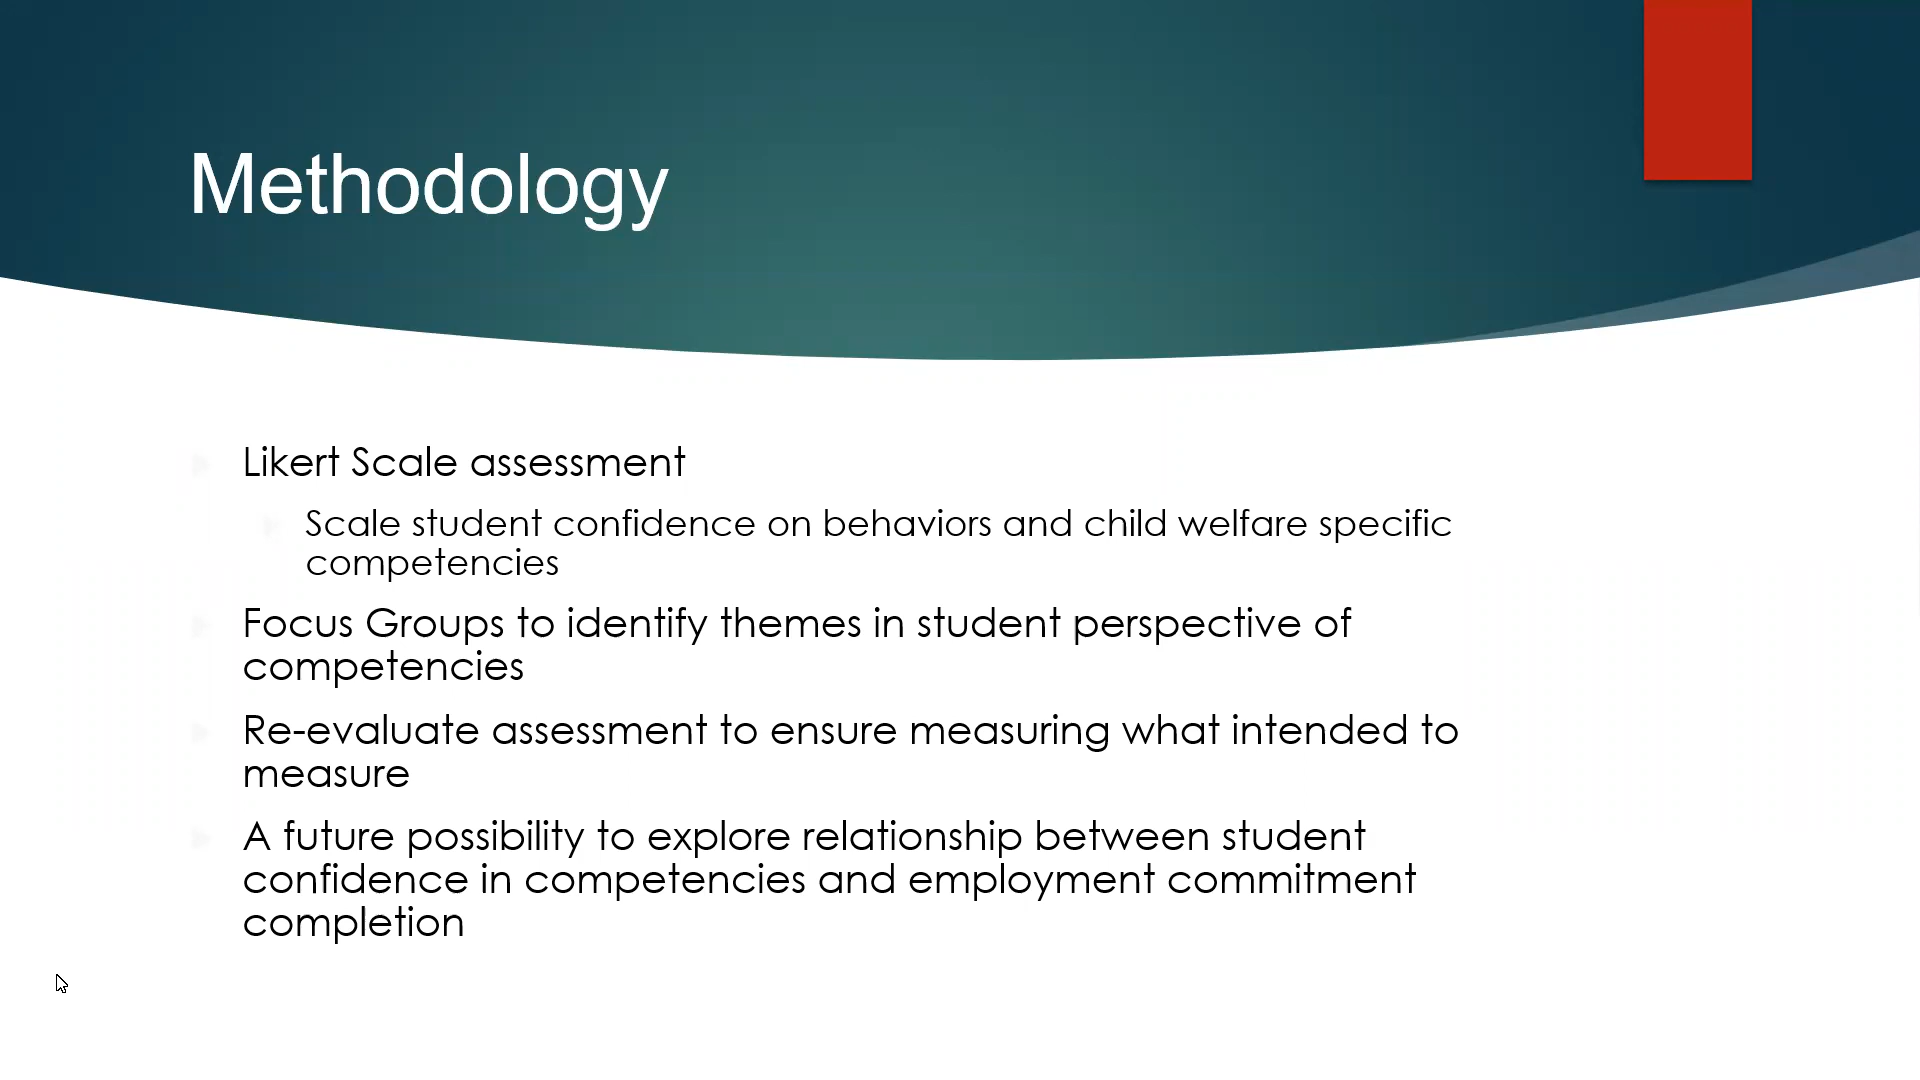 Methodology
Likert Scale assessment
Scale student confidence on behaviors and child welfare specific
competencies
Focus Groups to identify themes in student perspective of
competencies
Re-evaluate assessment to ensure measuring what intended to
measure
A future possibility to explore relationship between student
confidence in competencies and employment commitment
completion